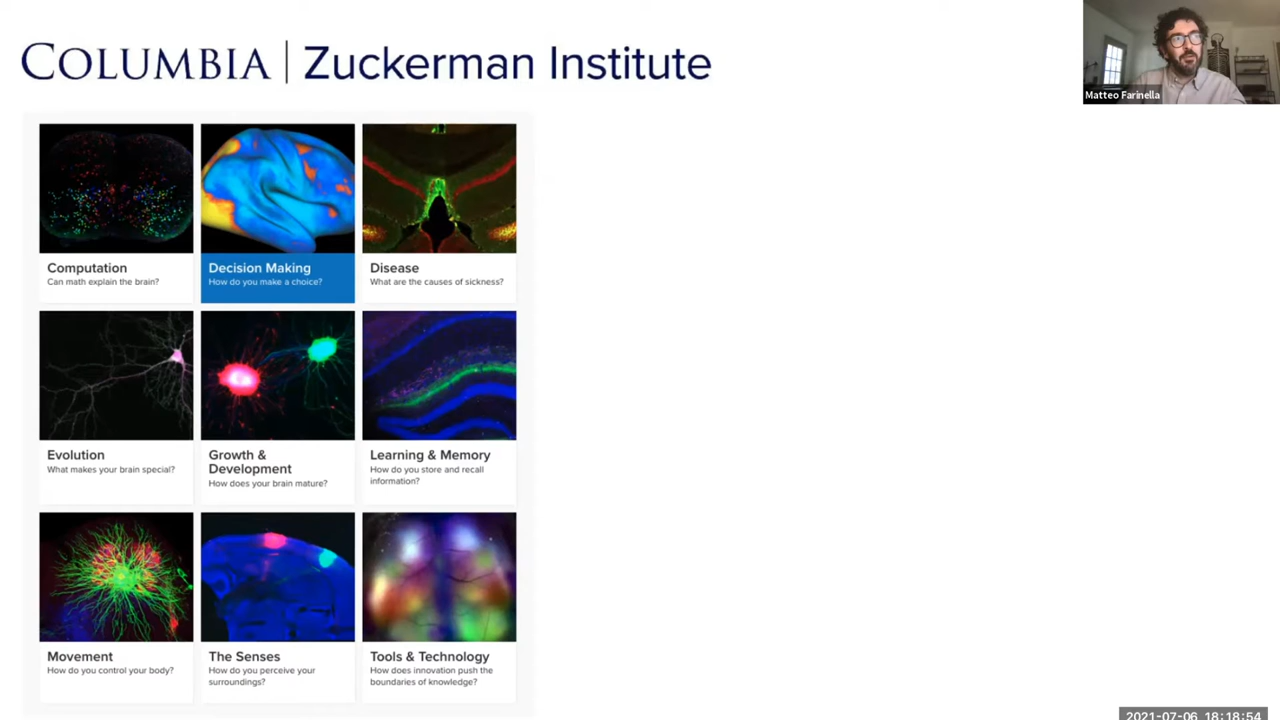 COLUMBIA | Zuckerman Institute
Matteo Farinella
Computation
Can math explain the brain?
Decision Making
How do you make a choice?
Disease
What are the causes of sickness?
Evolution
What makes your brain special?
Growth &
Development
How does your brain mature?
Learning & Memory
How do you store and recall
information?
Movement
How do you control your body?
The Senses
How do you perceive your
surroundings?
Tools & Technology
How does innovation push the
boundaries of knowledge?
2021-07-06 18:18:54